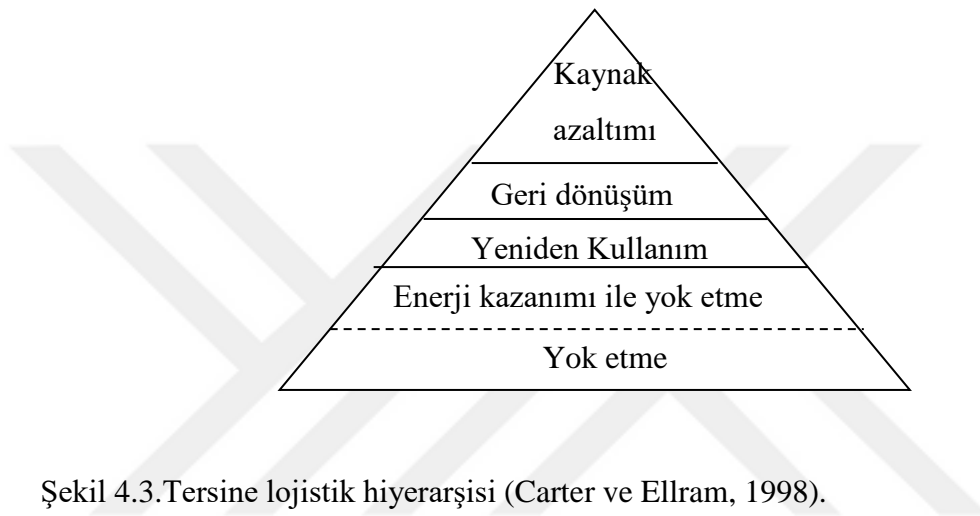 Kaynak
azaltımı
Geri dönüşüm
Yeniden Kullanım
Enerji kazanımı ile yok etme
Yok etme
Şekil 4.3.Tersine lojistik hiyerarşisi (Carter ve Ellram, 1998).